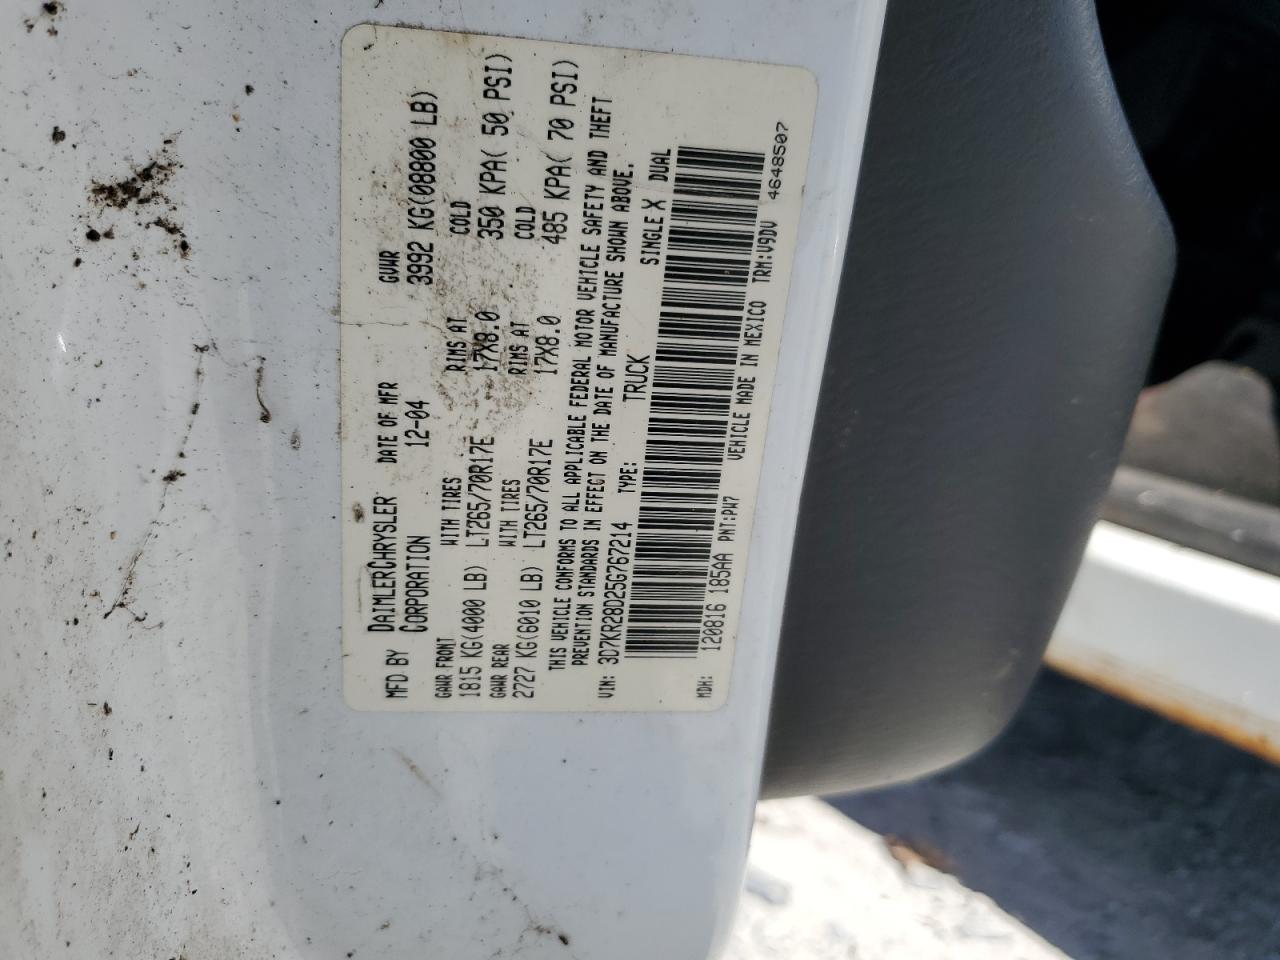 MFD BY DAIMLERCHRYSLER CORPORATION DATE OF MFR 12-04 GVWR 3992 KG(08800 LB)
GAWR FRONT WITH TIRES RIMS AT COLD
1815 KG(4000 LB) LT265/70R17E 17X8.0 350 KPA( 50 PSI)
GAWR REAR WITH TIRES RIMS AT COLD
2727 KG(6010 LB) LT265/70R17E 17X8.0 485 KPA( 70 PSI)
THIS VEHICLE CONFORMS TO ALL APPLICABLE FEDERAL MOTOR VEHICLE SAFETY AND THEFT
PREVENTION STANDARDS IN EFFECT ON THE DATE OF MANUFACTURE SHOWN ABOVE.
VIN: 3D7KR28D25G767214 TYPE: TRUCK SINGLE X DUAL
MDH: 120816 185AA PNT:PW7 VEHICLE MADE IN MEXICO TRM:V9DV 4648507